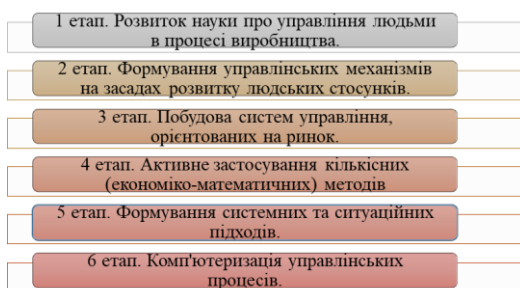 1 етап. Розвиток науки про управління людьми
в процесі виробництва.
2 етап. Формування управлінських механізмів
на засадах розвитку людських стосунків.
3 етап. Побудова систем управління,
орієнтованих на ринок.
4 етап. Активне застосування кількісних
(економіко-математичних) методів
5 етап. Формування системних та ситуаційних
підходів.
6 етап. Комп'ютеризація управлінських
процесів.